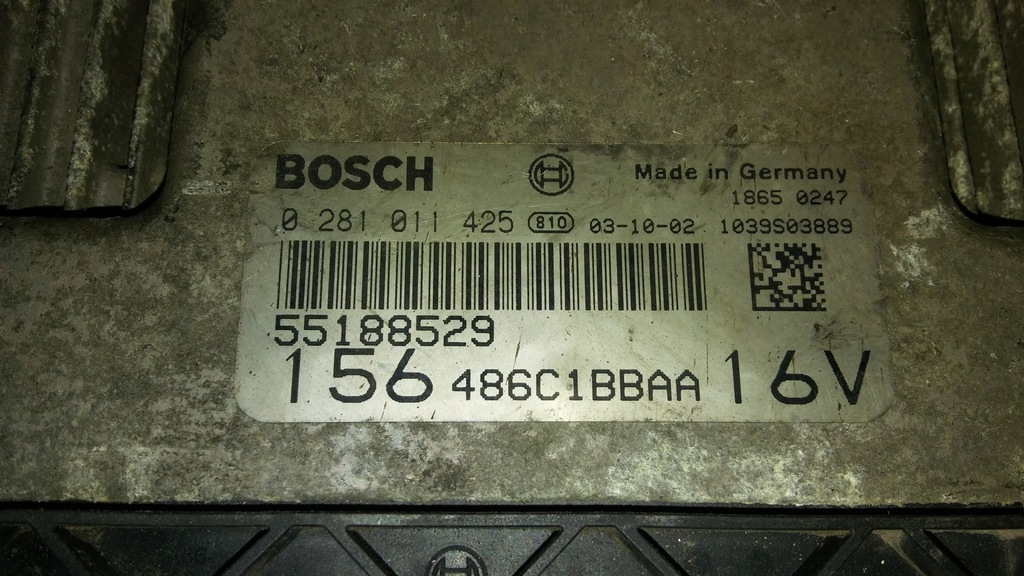 BOSCH Made in Germany
1865 0247
0 281 011 425 810 03-10-02 1039S03889
55188529
156 486C1BBAA 16V